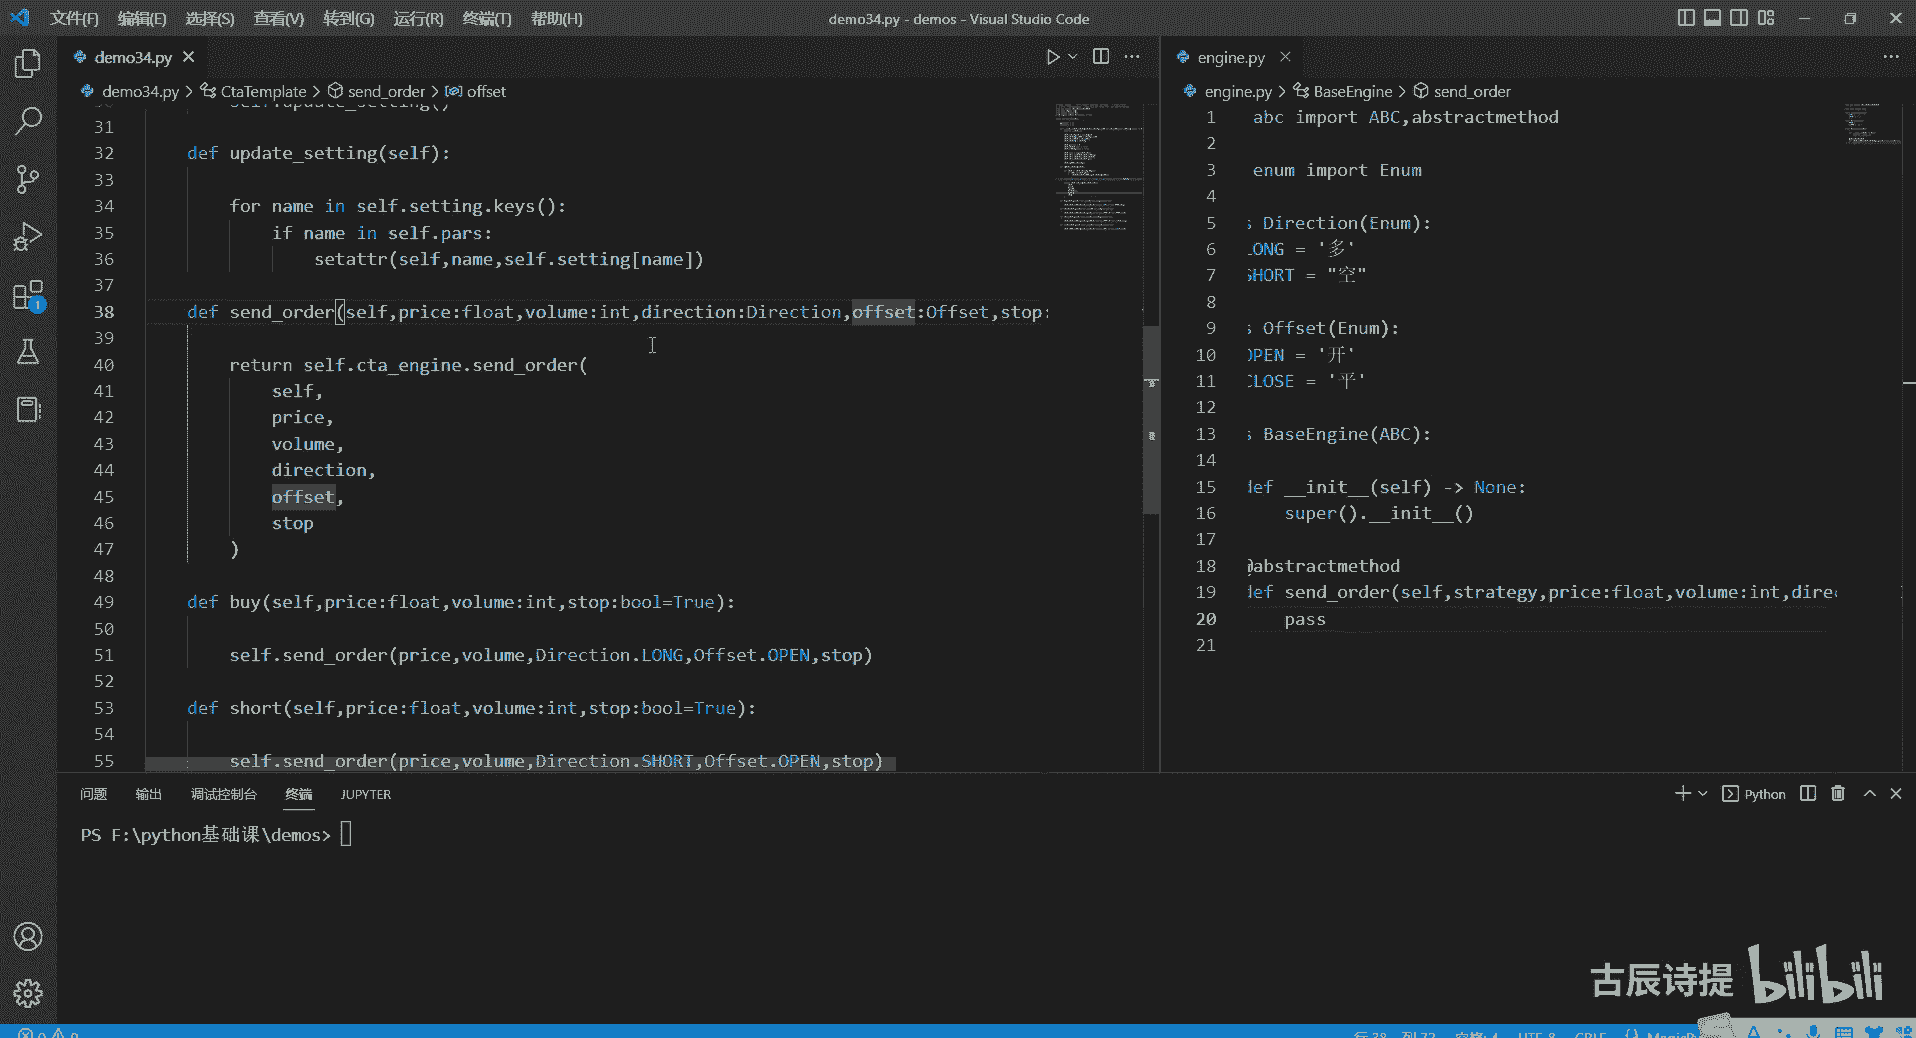 文件(F) 编辑(E) 选择(S) 查看(V) 转到(G) 运行(R) 终端(T) 帮助(H) demo34.py - demos - Visual Studio Code
demo34.py
demo34.py > CtaTemplate > send_order > offset
self.update_setting()
31
32 def update_setting(self):
33
34 for name in self.setting.keys():
35 if name in self.pars:
36 setattr(self,name,self.setting[name])
37
38 def send_order(self,price:float,volume:int,direction:Direction,offset:Offset,stop:
39
40 return self.cta_engine.send_order(
41 self,
42 price,
43 volume,
44 direction,
45 offset,
46 stop
47 )
48
49 def buy(self,price:float,volume:int,stop:bool=True):
50
51 self.send_order(price,volume,Direction.LONG,Offset.OPEN,stop)
52
53 def short(self,price:float,volume:int,stop:bool=True):
54
55 self.send_order(price,volume,Direction.SHORT,Offset.OPEN,stop)
engine.py
engine.py > BaseEngine > send_order
1 abc import ABC,abstractmethod
2
3 enum import Enum
4
5 s Direction(Enum):
6 LONG = '多'
7 SHORT = "空"
8
9 s Offset(Enum):
10 OPEN = '开'
11 CLOSE = '平'
12
13 s BaseEngine(ABC):
14
15 def __init__(self) -> None:
16 super().__init__()
17
18 @abstractmethod
19 def send_order(self,strategy,price:float,volume:int,dire
20 pass
21
问题 输出 调试控制台 终端 JUPYTER
Python
PS F:\python基础课\demos>
古辰诗提 bilibili